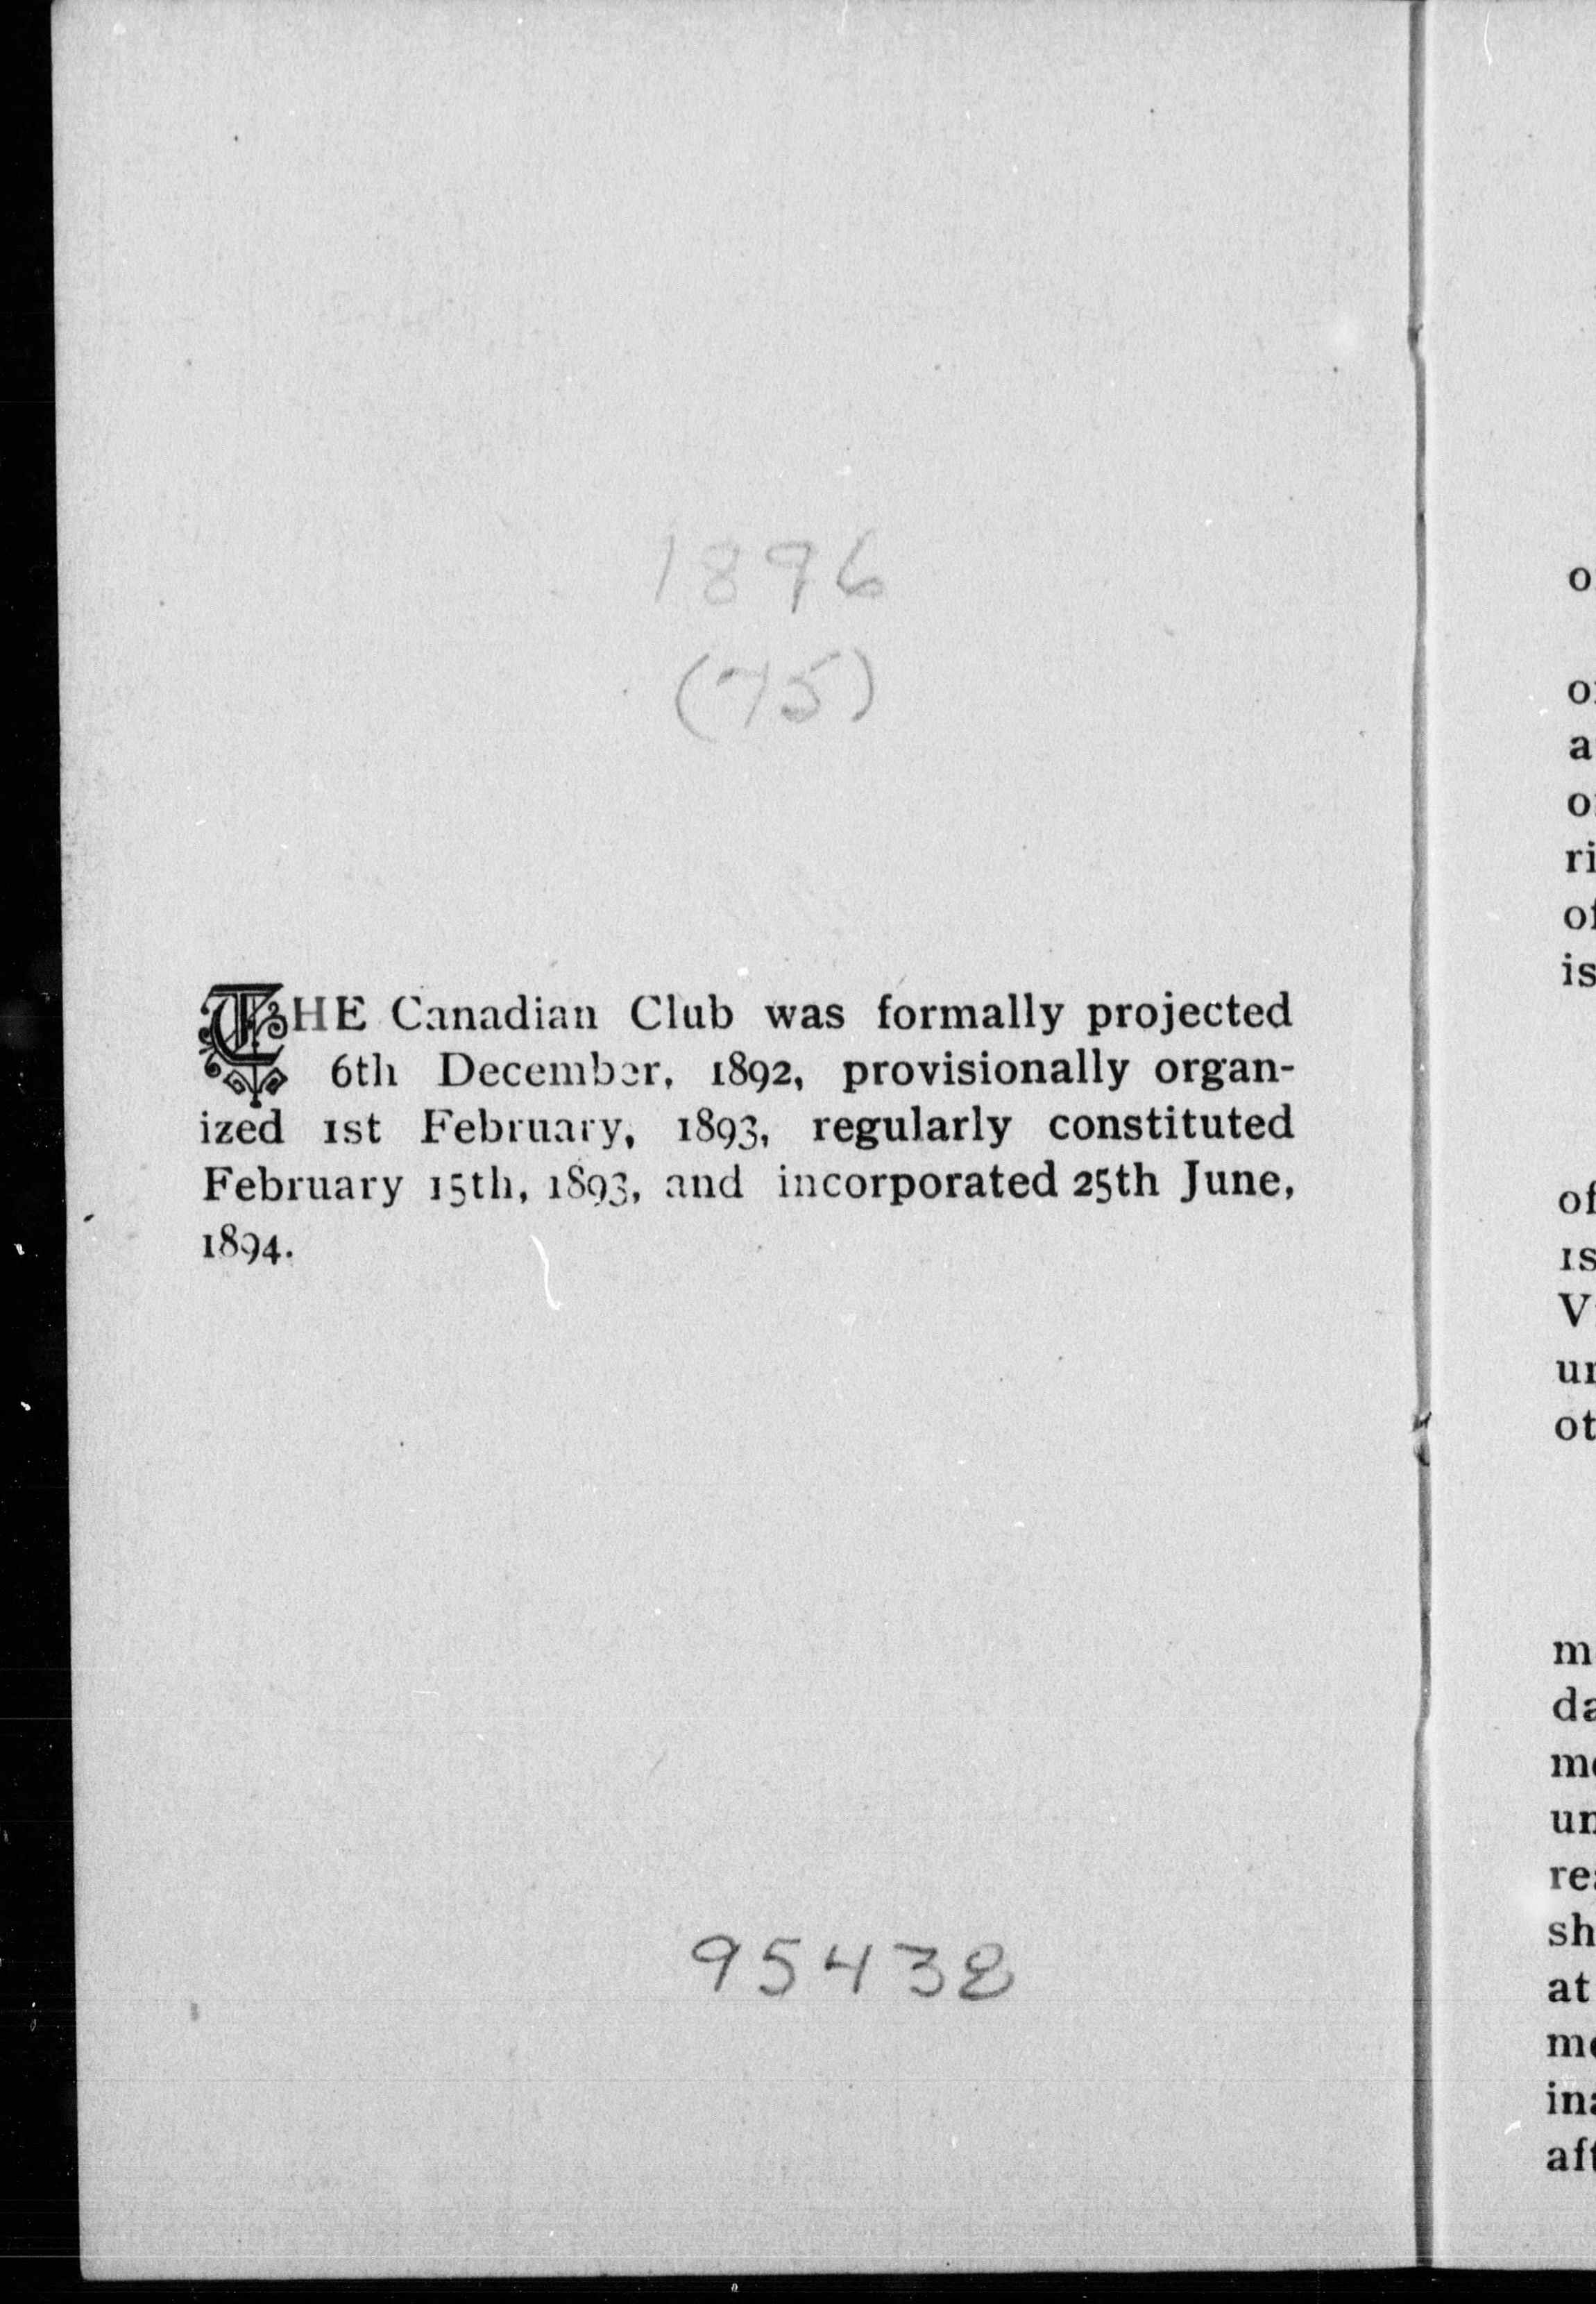 1896
(75)
THE Canadian Club was formally projected
6th December, 1892, provisionally organ-
ized 1st February, 1893, regularly constituted
February 15th, 1893, and incorporated 25th June,
1894.
95438